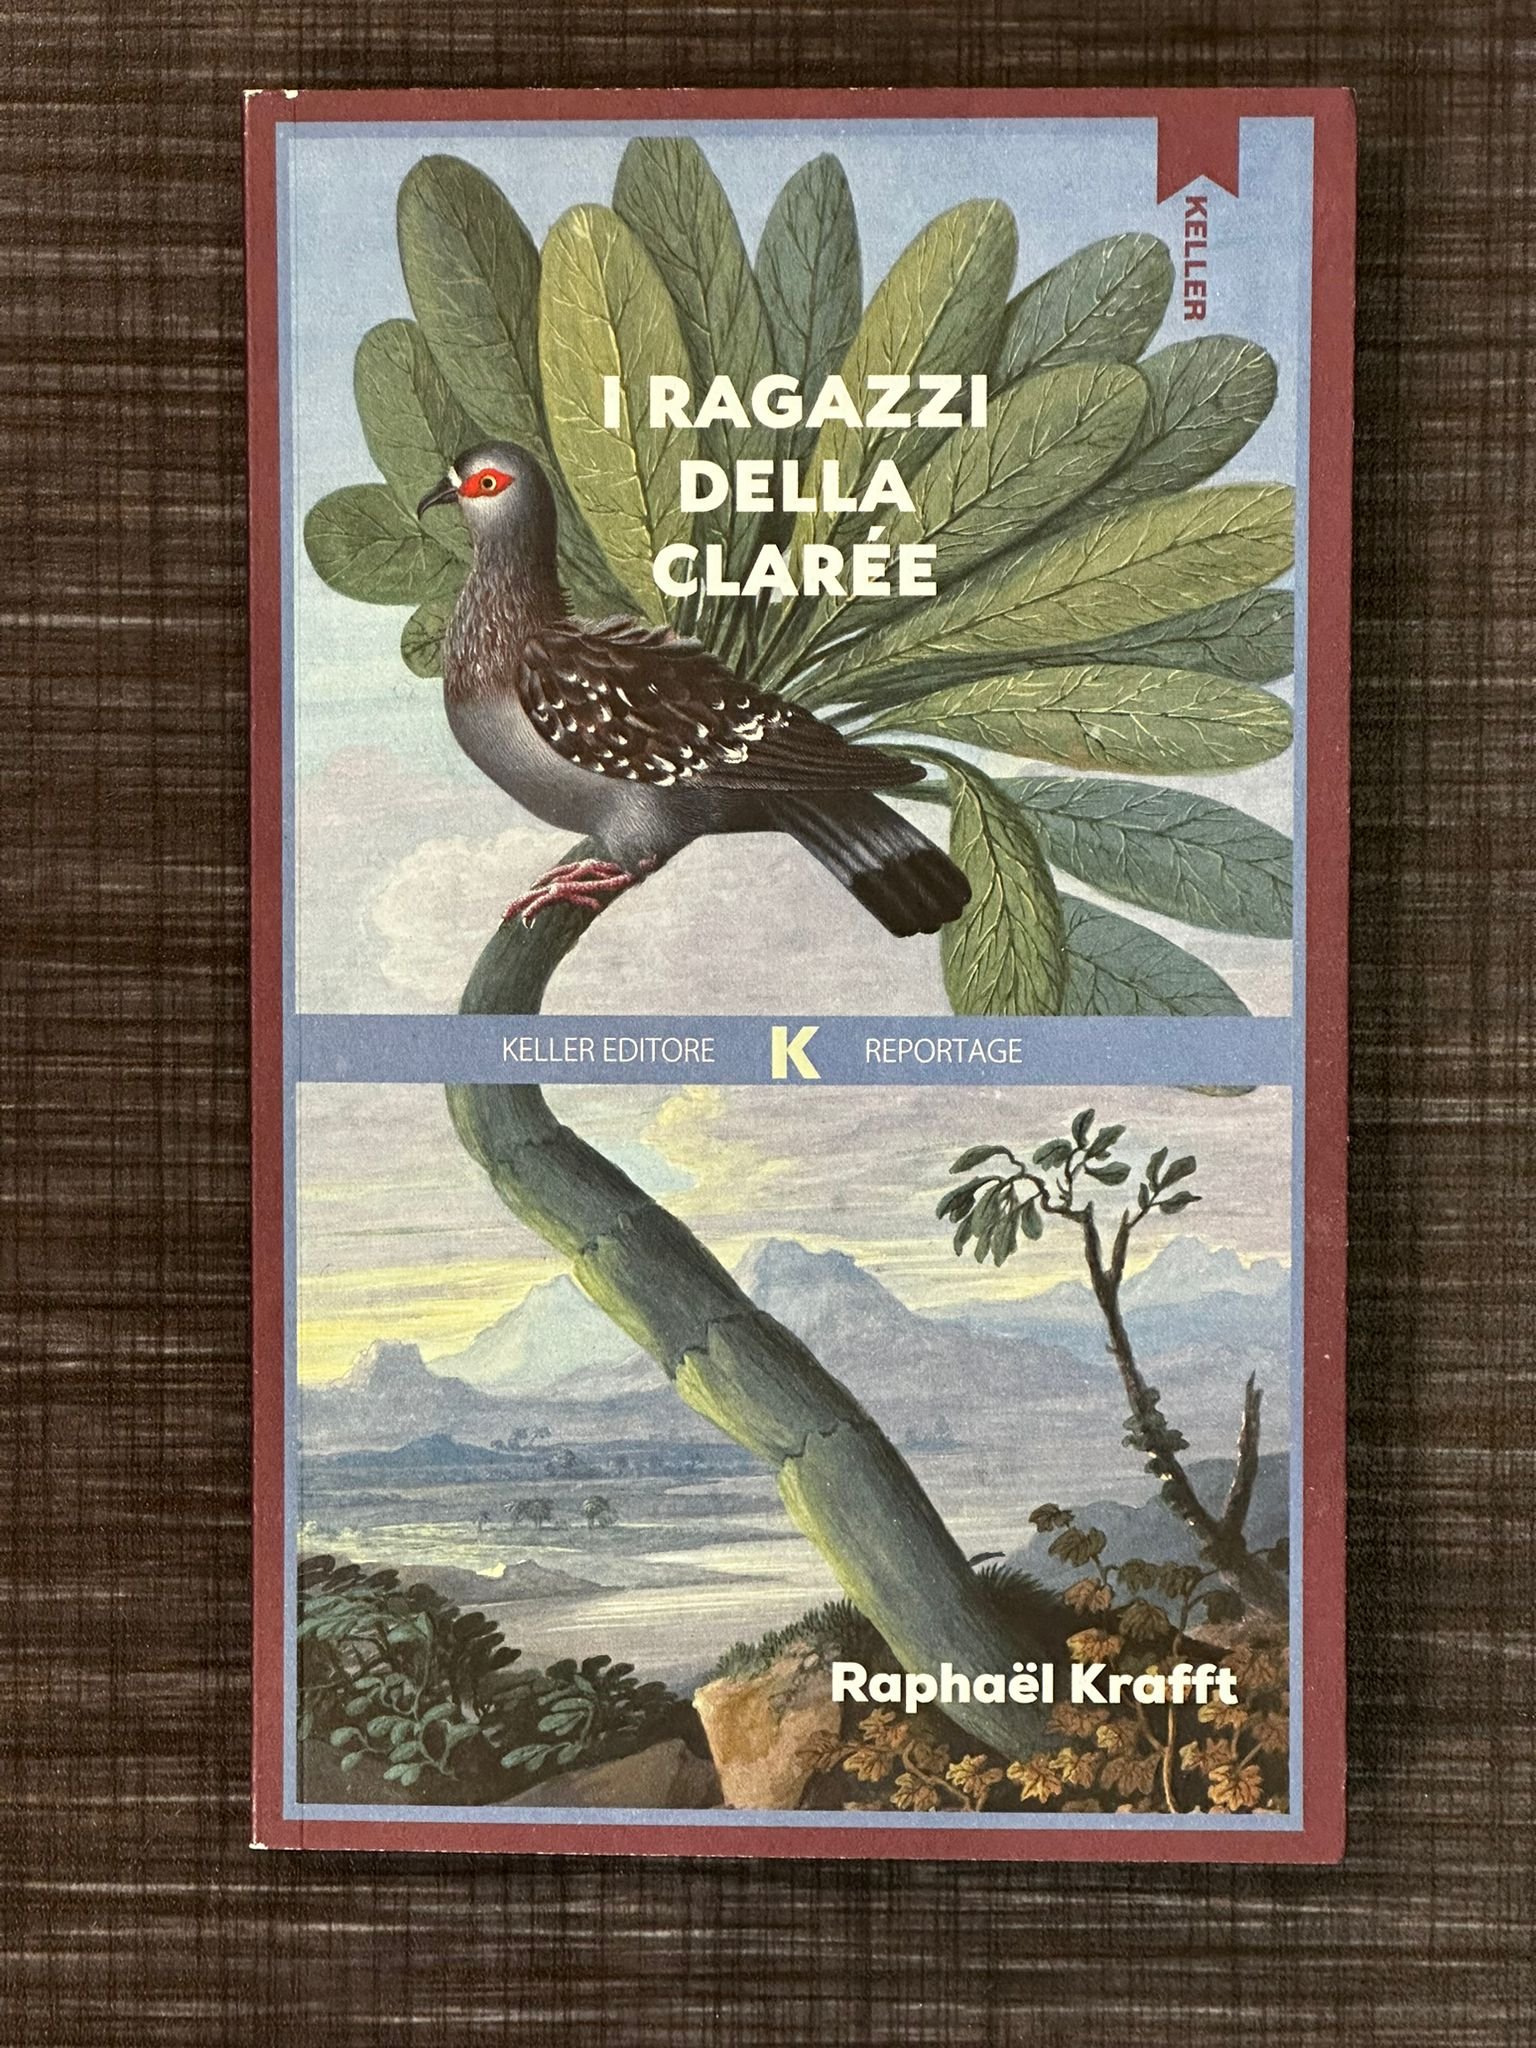 KELLER
I RAGAZZI
DELLA
CLARÉE
KELLER EDITORE K REPORTAGE
Raphaël Krafft